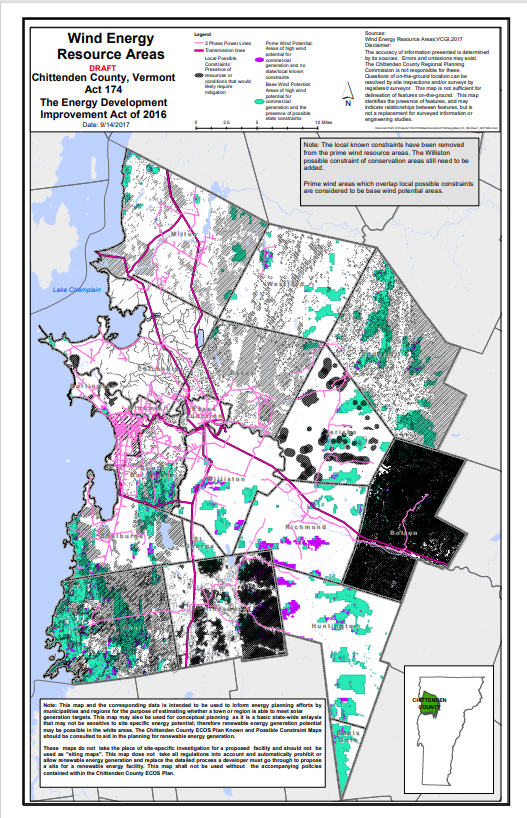 Wind Energy
Resource Areas
DRAFT
Chittenden County, Vermont
Act 174
The Energy Development
Improvement Act of 2016
Date: 9/14/2017
Legend
3 Phase Power Lines
Transmission lines
Local Possible
Constraints:
Presence of
resources or
conditions that would
likely require
mitigation
Prime Wind Potential:
Areas of high wind
potential for
commercial
generation and no
state/local known
constraints
Base Wind Potential:
Areas of high wind
potential for
commercial
generation and the
presence of possible
state constraints
0 2.5 5 10 Miles
N
Sources:
Wind Energy Resource Areas;VCGI,2017
Disclaimer:
The accuracy of information presented is determined
by its sources. Errors and omissions may exist.
The Chittenden County Regional Planning
Commission is not responsible for these.
Questions of on-the-ground location can be
resolved by site inspections and/or surveys by
registered surveyor. This map is not sufficient for
delineation of features on-the-ground. This map
identifies the presence of features, and may
indicate relationships between features, but is
not a replacement for surveyed information or
engineering studies.
Note: The local known constraints have been removed
from the prime wind resource areas. The Williston
possible constraint of conservation areas still need to be
added.
Prime wind areas which overlap local possible constraints
are considered to be base wind potential areas.
Lake Champlain
Milton
Jericho
Williston
Richmond
Bolton
Huntington
CHITTENDEN
COUNTY
Note: This map and the corresponding data is intended to be used to inform energy planning efforts by
municipalities and regions for the purpose of estimating whether a town or region is able to meet solar
generation targets. This map may also be used for conceptual planning. as it is a basic state-wide anlaysis
that may not be sensitive to site specific energy potential; therefore renewable energy generation potential
may be possible in the white areas. The Chittenden County ECOS Plan Known and Possible Constraint Maps
should be consulted to aid in the planning for renewable energy generation.
These maps do not take the place of site-specific investigation for a proposed facility and should not be
used as "siting maps". This map does not take all regulations into account and automatically prohibit or
allow renewable energy generation and replace the detailed process a developer must go through to propose
a site for a renewable energy facility. This map shall not be used without the accompanying policies
contained within the Chittenden County ECOS Plan.